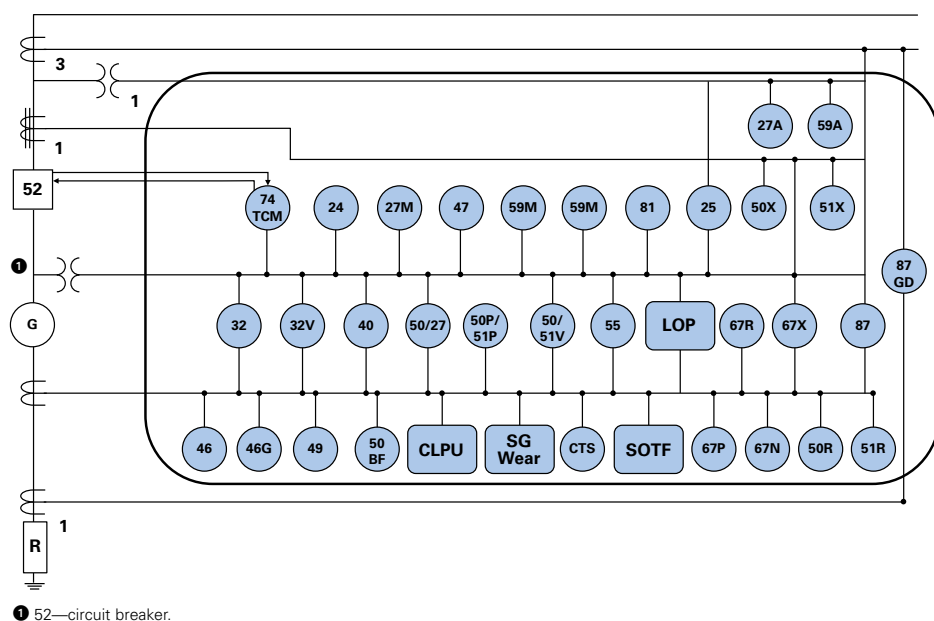 3
1
27A 59A
1
52
74 TCM 24 27M 47 59M 59M 81 25 50X 51X
❶
87 GD
G
32 32V 40 50/27 50P/ 51P 50/ 51V 55 LOP 67R 67X 87
46 46G 49 50 BF CLPU SG Wear CTS SOTF 67P 67N 50R 51R
1
R
❶ 52—circuit breaker.